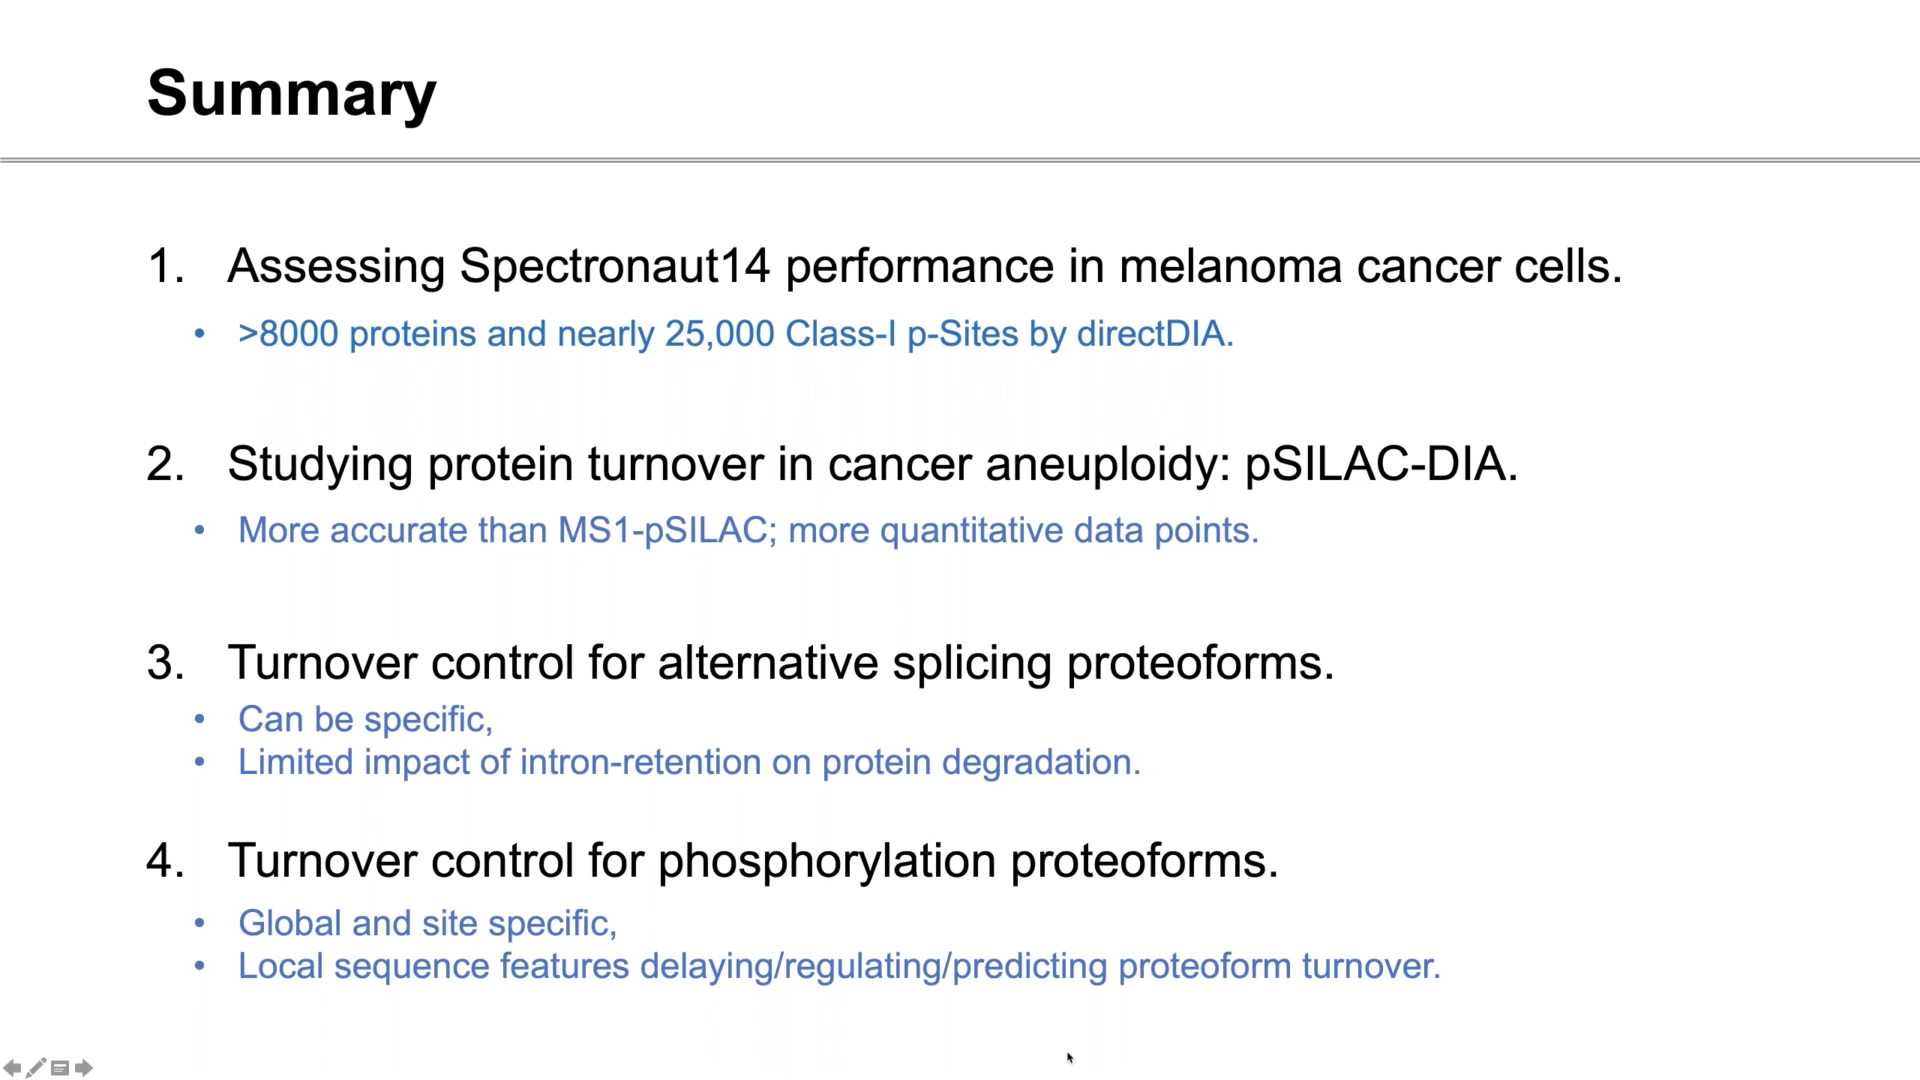 Summary
1. Assessing Spectronaut14 performance in melanoma cancer cells.
• >8000 proteins and nearly 25,000 Class-I p-Sites by directDIA.
2. Studying protein turnover in cancer aneuploidy: pSILAC-DIA.
• More accurate than MS1-pSILAC; more quantitative data points.
3. Turnover control for alternative splicing proteoforms.
• Can be specific,
• Limited impact of intron-retention on protein degradation.
4. Turnover control for phosphorylation proteoforms.
• Global and site specific,
• Local sequence features delaying/regulating/predicting proteoform turnover.